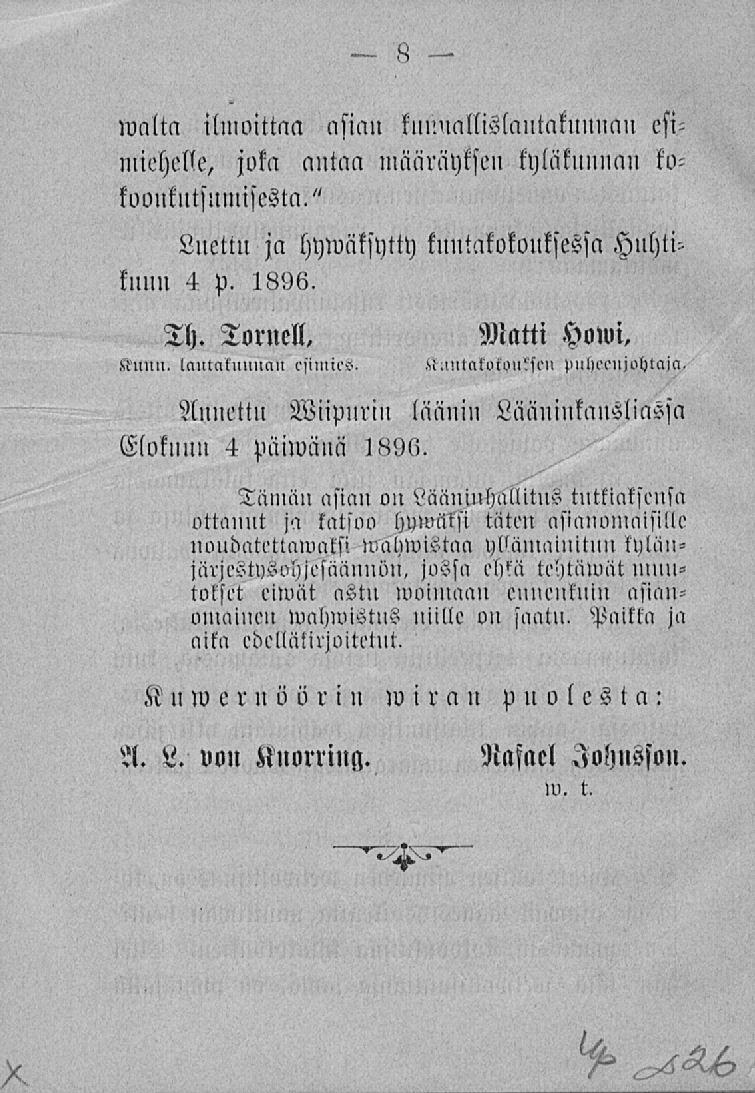 — 8 —
walta ilmoittaa asian kunnallislautakunnan esi-
miehelle, joka antaa määräyksen kyläkunnan ko-
koonkutsumisesta."
Luettu ja hywäksytty kuntakokouksessa Huhti-
kuun 4 p. 1896.
Th. Tornell, Matti Howi,
Kunn. lautakunnan esimies. Kuntakokouksen puheenjohtaja.
Annettu Wiipurin läänin Lääninkansliassa
Elokuun 4 päiwänä 1896.
Tämän asian on Lääninhallitus tutkiaksensa
ottanut ja katsoo hywäksi täten asianomaisille
noudatettawaksi wahwistaa yllämainitun kylän-
järjestysohjesäännön, jossa ehkä tehtäwät muu-
tokset eiwät astu woimaan ennenkuin asian-
omainen wahwistus niille on saatu. Paikka ja
aika edelläkirjoitetut.
Kuwernöörin wiran puolesta:
A. L. von Knorring. Rafael Johnsson.
w. t.
x s26